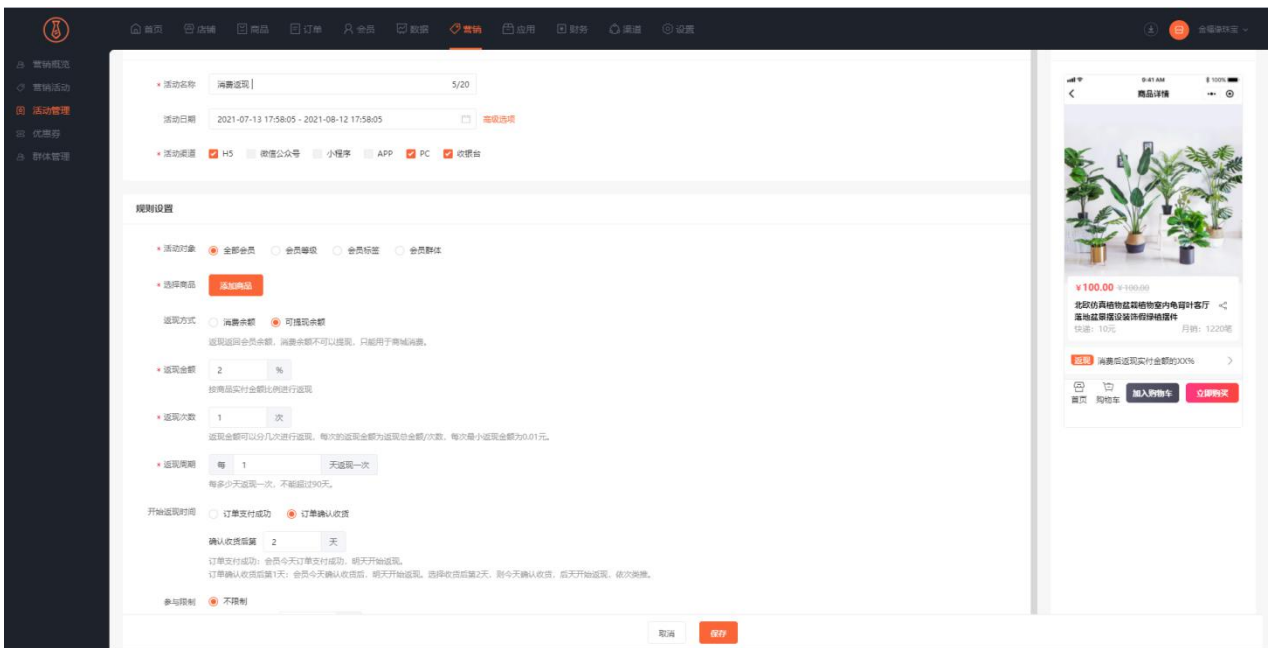 首页 店铺 商品 订单 会员 数据 营销 应用 财务 渠道 设置 金福康珠宝
营销概览
营销活动
活动管理
优惠券
群体管理
* 活动名称 消费返现 5/20
活动日期 2021-07-13 17:58:05 - 2021-08-12 17:58:05 高级选项
* 活动渠道 H5 微信公众号 小程序 APP PC 收银台
规则设置
* 活动对象 全部会员 会员等级 会员标签 会员群体
* 选择商品 添加商品
返现方式 消费余额 可提现余额
返现返回会员余额，消费余额不可以提现，只能用于商城消费。
* 返现金额 2 %
按商品实付金额比例进行返现
* 返现次数 1 次
返现金额可以分几次进行返现，每次的返现金额为返现总金额/次数，每次最小返现金额为0.01元。
* 返现周期 每 1 天返现一次
每多少天返现一次，不能超过90天。
开始返现时间 订单支付成功 订单确认收货
确认收货后第 2 天
订单支付成功：会员今天订单支付成功，明天开始返现。
订单确认收货后第1天：会员今天确认收货后，明天开始返现。选择收货后第2天，则今天确认收货，后天开始返现，依次类推。
参与限制 不限制
取消 保存
9:41 AM 100%
商品详情
¥100.00 ¥100.00
北欧仿真植物盆栽植物室内龟背叶客厅
落地盆景摆设装饰假绿植摆件
快递：10元 月销：1220笔
返现 消费后返现实付金额的XX%
首页 购物车 加入购物车 立即购买